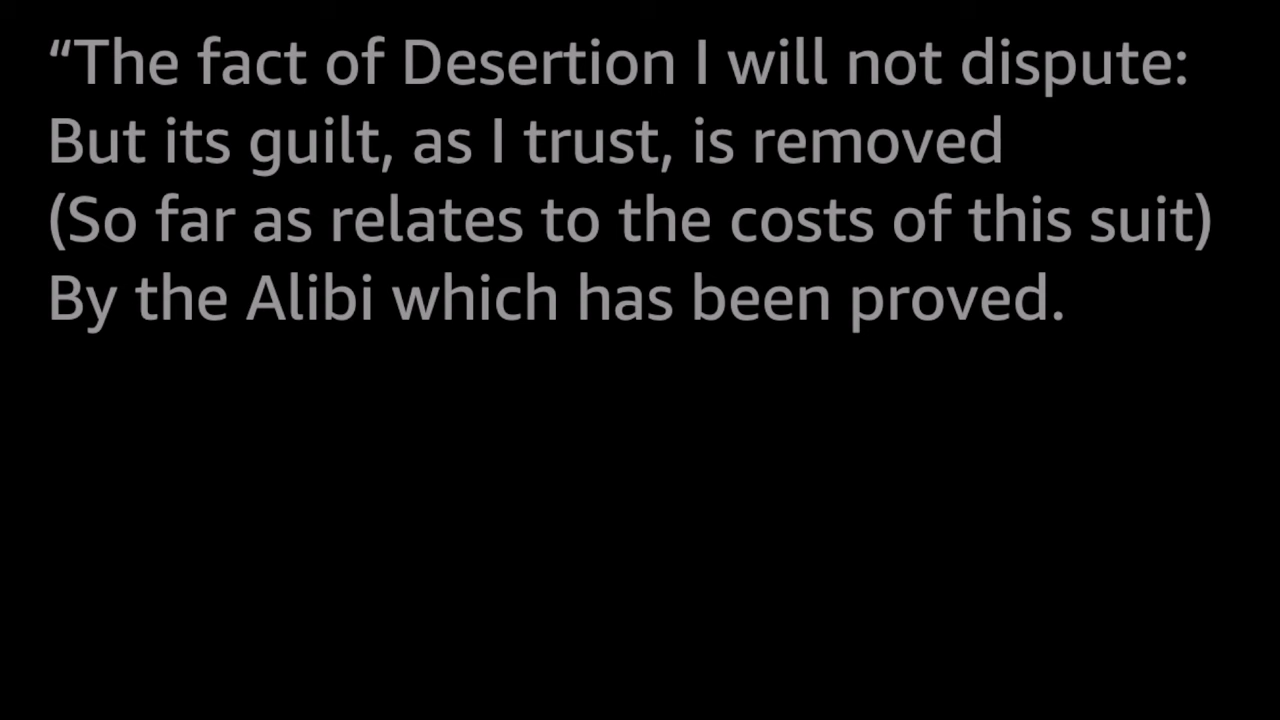 “The fact of Desertion I will not dispute:
But its guilt, as I trust, is removed
(So far as relates to the costs of this suit)
By the Alibi which has been proved.